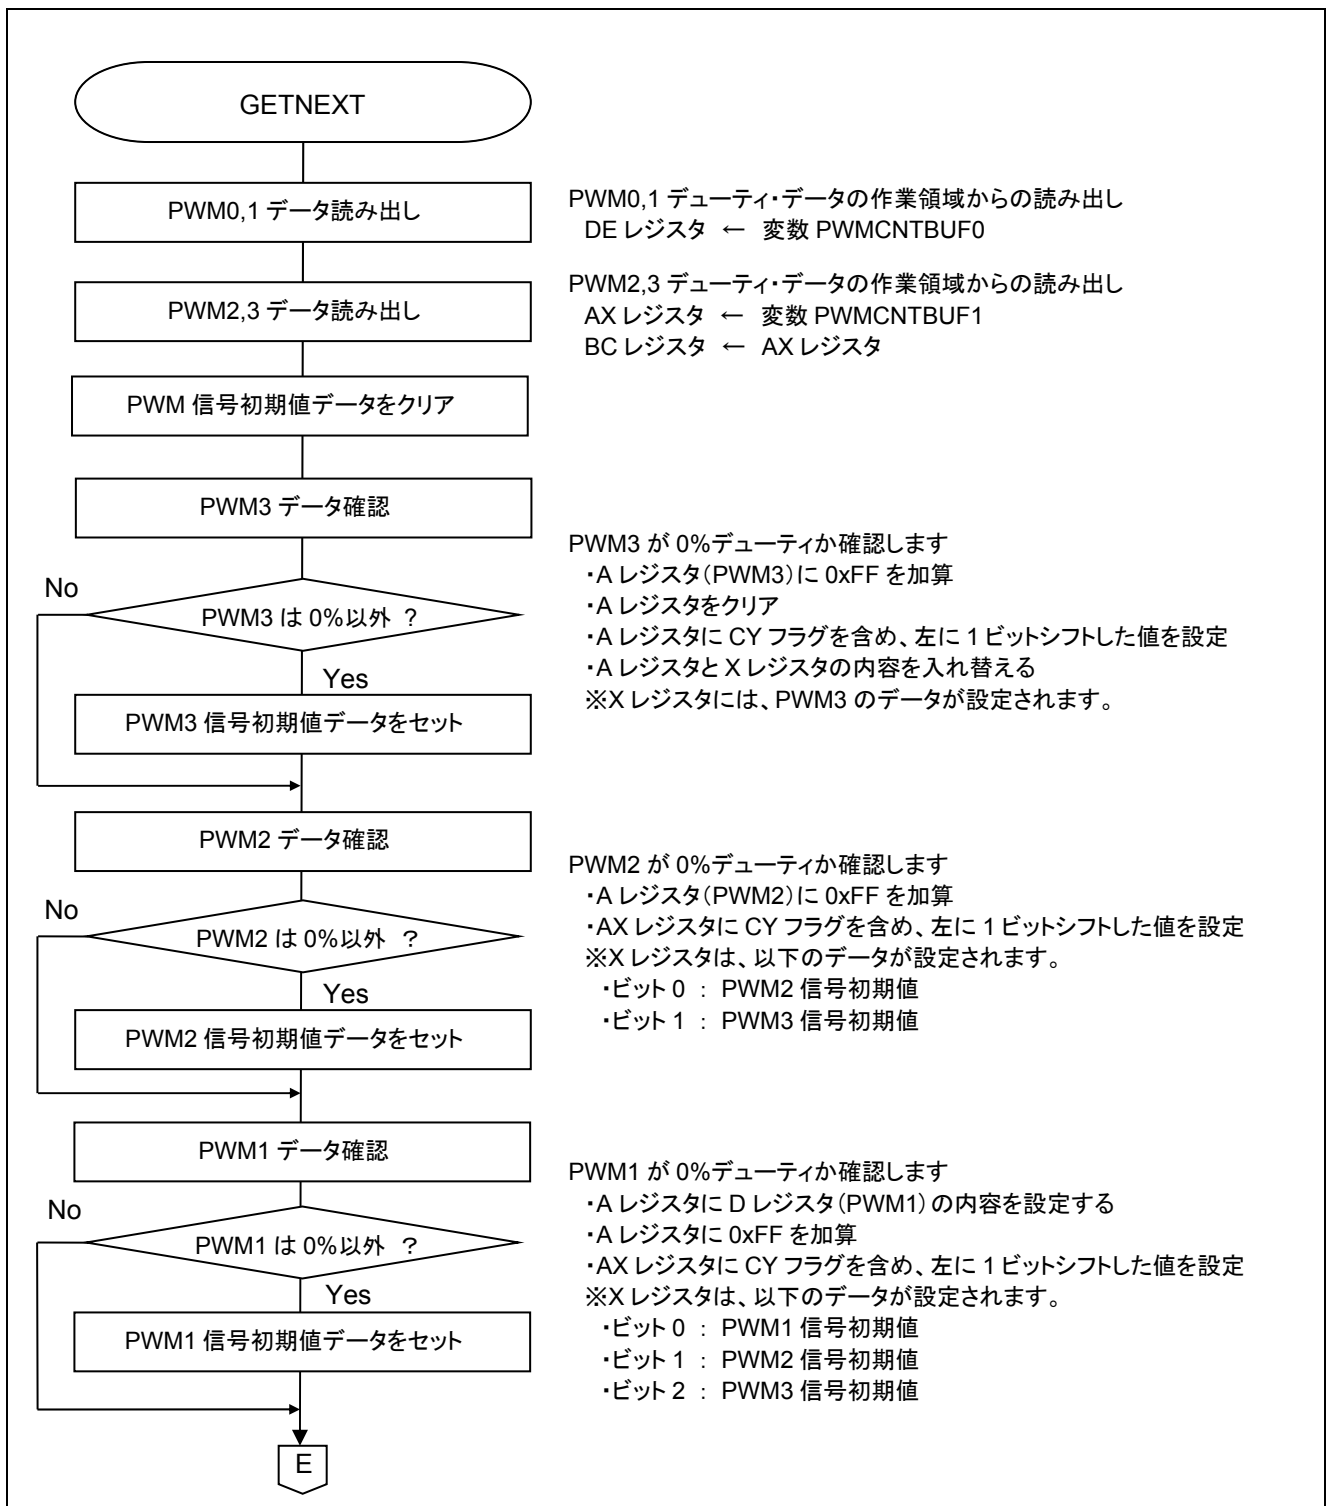 GETNEXT
PWM0,1 データ読み出し
PWM0,1 デューティ・データの作業領域からの読み出し
DE レジスタ ← 変数 PWMCNTBUF0
PWM2,3 データ読み出し
PWM2,3 デューティ・データの作業領域からの読み出し
AX レジスタ ← 変数 PWMCNTBUF1
BC レジスタ ← AX レジスタ
PWM 信号初期値データをクリア
PWM3 データ確認
PWM3 が 0%デューティか確認します
・A レジスタ（PWM3）に 0xFF を加算
・A レジスタをクリア
・A レジスタに CY フラグを含め、左に 1 ビットシフトした値を設定
・A レジスタと X レジスタの内容を入れ替える
※X レジスタには、PWM3 のデータが設定されます。
No
PWM3 は 0%以外 ？
Yes
PWM3 信号初期値データをセット
PWM2 データ確認
PWM2 が 0%デューティか確認します
・A レジスタ（PWM2）に 0xFF を加算
・AX レジスタに CY フラグを含め、左に 1 ビットシフトした値を設定
※X レジスタは、以下のデータが設定されます。
・ビット 0 ： PWM2 信号初期値
・ビット 1 ： PWM3 信号初期値
No
PWM2 は 0%以外 ？
Yes
PWM2 信号初期値データをセット
PWM1 データ確認
PWM1 が 0%デューティか確認します
・A レジスタに D レジスタ（PWM1）の内容を設定する
・A レジスタに 0xFF を加算
・AX レジスタに CY フラグを含め、左に 1 ビットシフトした値を設定
※X レジスタは、以下のデータが設定されます。
・ビット 0 ： PWM1 信号初期値
・ビット 1 ： PWM2 信号初期値
・ビット 2 ： PWM3 信号初期値
No
PWM1 は 0%以外 ？
Yes
PWM1 信号初期値データをセット
E